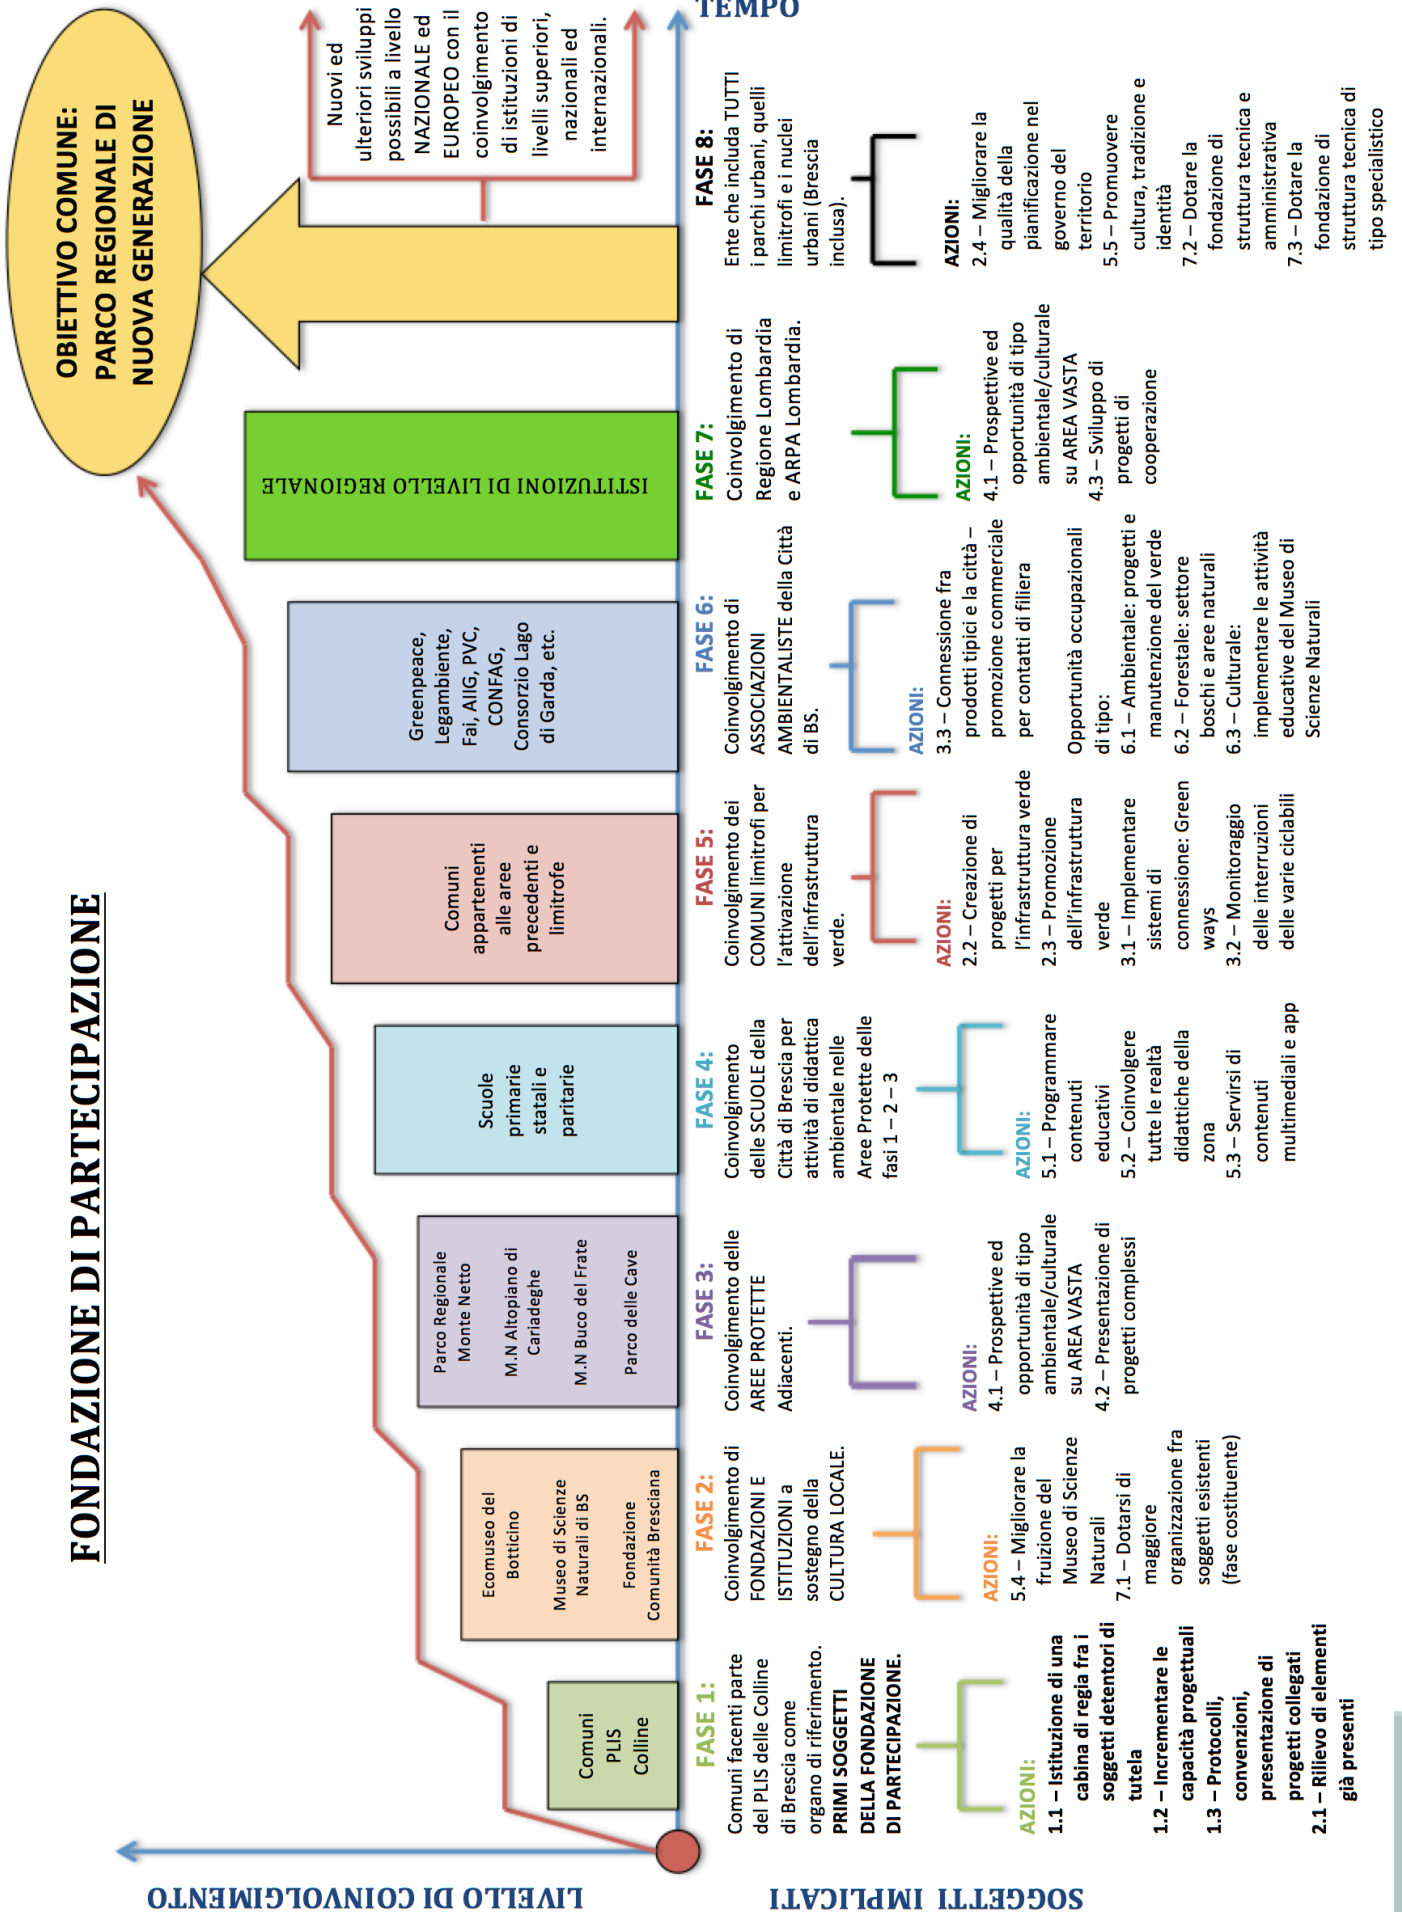 FONDAZIONE DI PARTECIPAZIONE
LIVELLO DI COINVOLGIMENTO
SOGGETTI IMPLICATI
TEMPO
OBIETTIVO COMUNE:
PARCO REGIONALE DI
NUOVA GENERAZIONE
Nuovi ed
ulteriori sviluppi
possibili a livello
NAZIONALE ed
EUROPEO con il
coinvolgimento
di istituzioni di
livelli superiori,
nazionali ed
internazionali.
Comuni
PLIS
Colline
Ecomuseo del
Botticino
Museo di Scienze
Naturali di BS
Fondazione
Comunità Bresciana
Parco Regionale
Monte Netto
M.N Altopiano di
Cariadeghe
M.N Buco del Frate
Parco delle Cave
Scuole
primarie
statali e
paritarie
Comuni
appartenenti
alle aree
precedenti e
limitrofe
Greenpeace,
Legambiente,
Fai, AIIG, PVC,
CONFAG,
Consorzio Lago
di Garda, etc.
ISTITUZIONI DI LIVELLO REGIONALE
FASE 1:
Comuni facenti parte
del PLIS delle Colline
di Brescia come
organo di riferimento.
PRIMI SOGGETTI
DELLA FONDAZIONE
DI PARTECIPAZIONE.
AZIONI:
1.1 – Istituzione di una
cabina di regia fra i
soggetti detentori di
tutela
1.2 – Incrementare le
capacità progettuali
1.3 – Protocolli,
convenzioni,
presentazione di
progetti collegati
2.1 – Rilievo di elementi
già presenti
FASE 2:
Coinvolgimento di
FONDAZIONI E
ISTITUZIONI a
sostegno della
CULTURA LOCALE.
AZIONI:
5.4 – Migliorare la
fruizione del
Museo di Scienze
Naturali
7.1 – Dotarsi di
maggiore
organizzazione fra
soggetti esistenti
(fase costituente)
FASE 3:
Coinvolgimento delle
AREE PROTETTE
Adiacenti.
AZIONI:
4.1 – Prospettive ed
opportunità di tipo
ambientale/culturale
su AREA VASTA
4.2 – Presentazione di
progetti complessi
FASE 4:
Coinvolgimento
delle SCUOLE della
Città di Brescia per
attività di didattica
ambientale nelle
Aree Protette delle
fasi 1 – 2 – 3
AZIONI:
5.1 – Programmare
contenuti
educativi
5.2 – Coinvolgere
tutte le realtà
didattiche della
zona
5.3 – Servirsi di
contenuti
multimediali e app
FASE 5:
Coinvolgimento dei
COMUNI limitrofi per
l'attivazione
dell'infrastruttura
verde.
AZIONI:
2.2 – Creazione di
progetti per
l'infrastruttura verde
2.3 – Promozione
dell'infrastruttura
verde
3.1 – Implementare
sistemi di
connessione: Green
ways
3.2 – Monitoraggio
delle interruzioni
delle varie ciclabili
FASE 6:
Coinvolgimento di
ASSOCIAZIONI
AMBIENTALISTE della Città
di BS.
AZIONI:
3.3 – Connessione fra
prodotti tipici e la città –
promozione commerciale
per contatti di filiera
Opportunità occupazionali
di tipo:
6.1 – Ambientale: progetti e
manutenzione del verde
6.2 – Forestale: settore
boschi e aree naturali
6.3 – Culturale:
implementare le attività
educative del Museo di
Scienze Naturali
FASE 7:
Coinvolgimento di
Regione Lombardia
e ARPA Lombardia.
AZIONI:
4.1 – Prospettive ed
opportunità di tipo
ambientale/culturale
su AREA VASTA
4.3 – Sviluppo di
progetti di
cooperazione
FASE 8:
Ente che includa TUTTI
i parchi urbani, quelli
limitrofi e i nuclei
urbani (Brescia
inclusa).
AZIONI:
2.4 – Migliorare la
qualità della
pianificazione nel
governo del
territorio
5.5 – Promuovere
cultura, tradizione e
identità
7.2 – Dotare la
fondazione di
struttura tecnica e
amministrativa
7.3 – Dotare la
fondazione di
struttura tecnica di
tipo specialistico